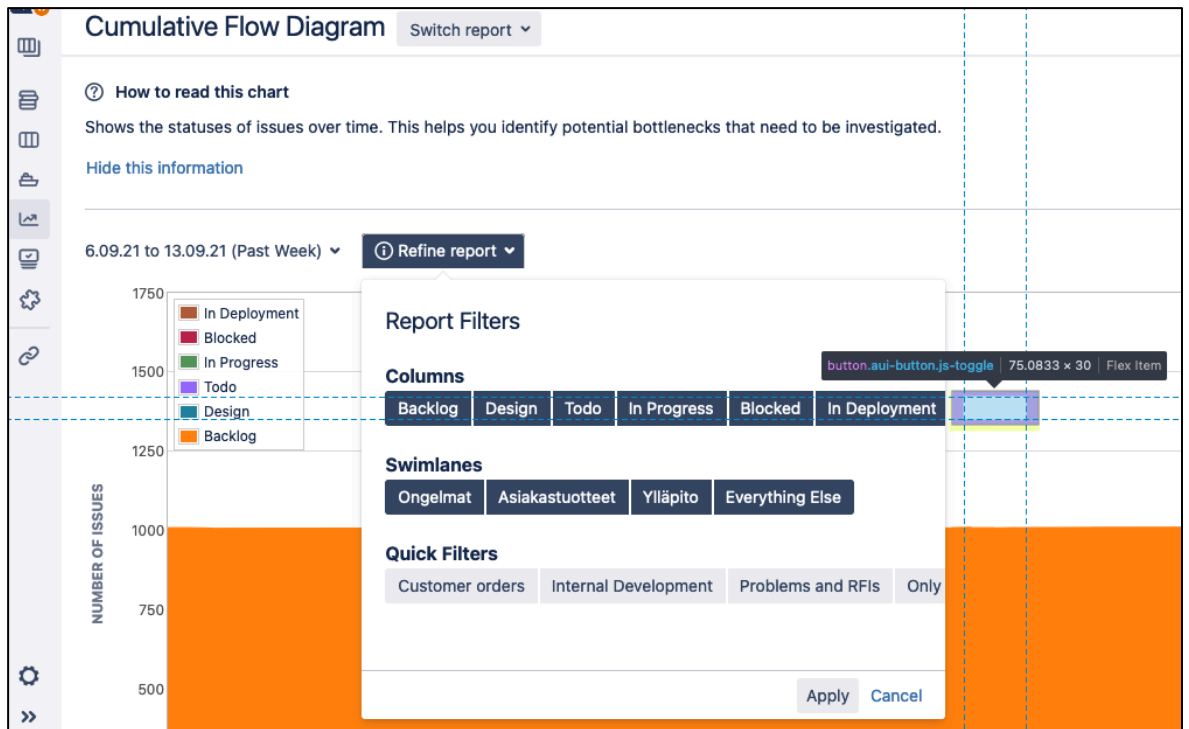 Cumulative Flow Diagram Switch report
How to read this chart
Shows the statuses of issues over time. This helps you identify potential bottlenecks that need to be investigated.
Hide this information
6.09.21 to 13.09.21 (Past Week) Refine report
1750
In Deployment
Blocked
In Progress
Todo
Design
Backlog
1500
1250
1000
750
500
NUMBER OF ISSUES
Report Filters
button.aui-button.js-toggle 75.0833 × 30 Flex Item
Columns
Backlog Design Todo In Progress Blocked In Deployment
Swimlanes
Ongelmat Asiakastuotteet Ylläpito Everything Else
Quick Filters
Customer orders Internal Development Problems and RFIs Only
Apply Cancel